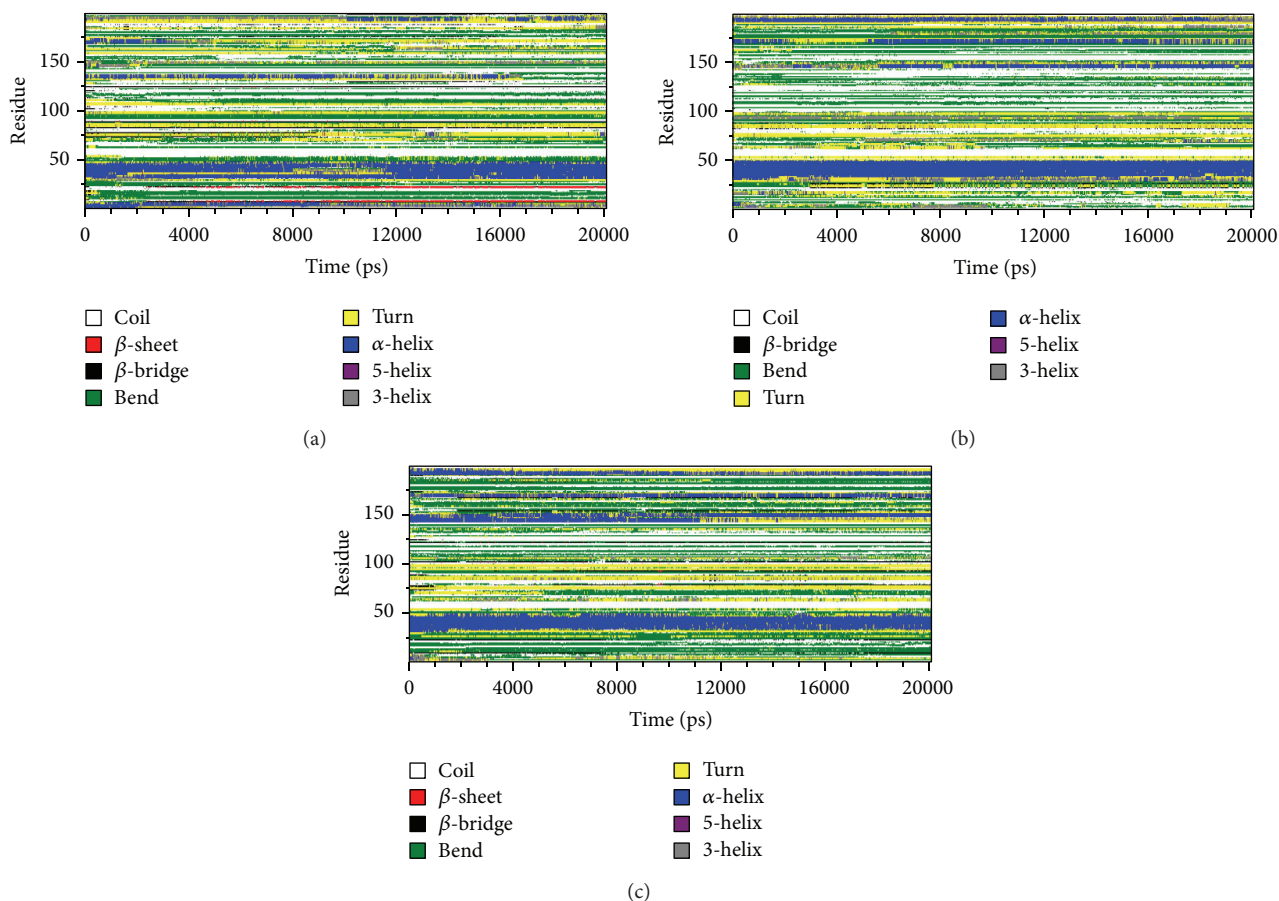 150
100
50
Residue
0 4000 8000 12000 16000 20000
Time (ps)
Coil
β-sheet
β-bridge
Bend
Turn
α-helix
5-helix
3-helix
(a)
150
100
50
Residue
0 4000 8000 12000 16000 20000
Time (ps)
Coil
β-bridge
Bend
Turn
α-helix
5-helix
3-helix
(b)
150
100
50
Residue
0 4000 8000 12000 16000 20000
Time (ps)
Coil
β-sheet
β-bridge
Bend
Turn
α-helix
5-helix
3-helix
(c)